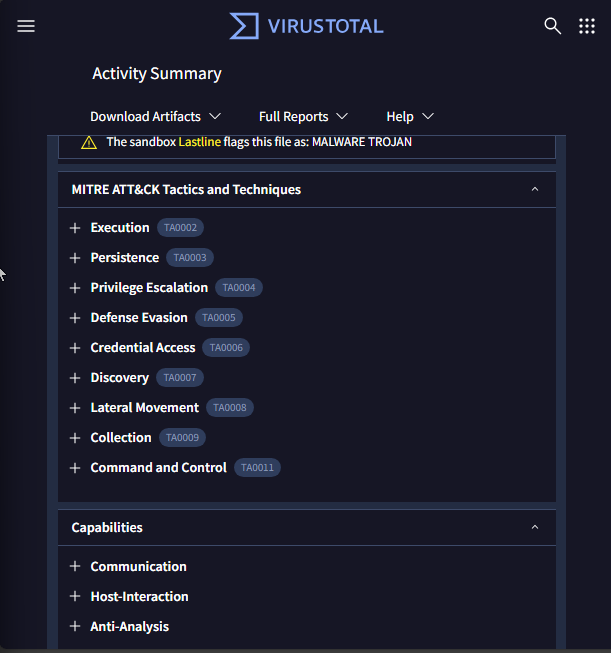 VIRUSTOTAL
Activity Summary
Download Artifacts Full Reports Help
The sandbox Lastline flags this file as: MALWARE TROJAN
MITRE ATT&CK Tactics and Techniques
Execution TA0002
Persistence TA0003
Privilege Escalation TA0004
Defense Evasion TA0005
Credential Access TA0006
Discovery TA0007
Lateral Movement TA0008
Collection TA0009
Command and Control TA0011
Capabilities
Communication
Host-Interaction
Anti-Analysis